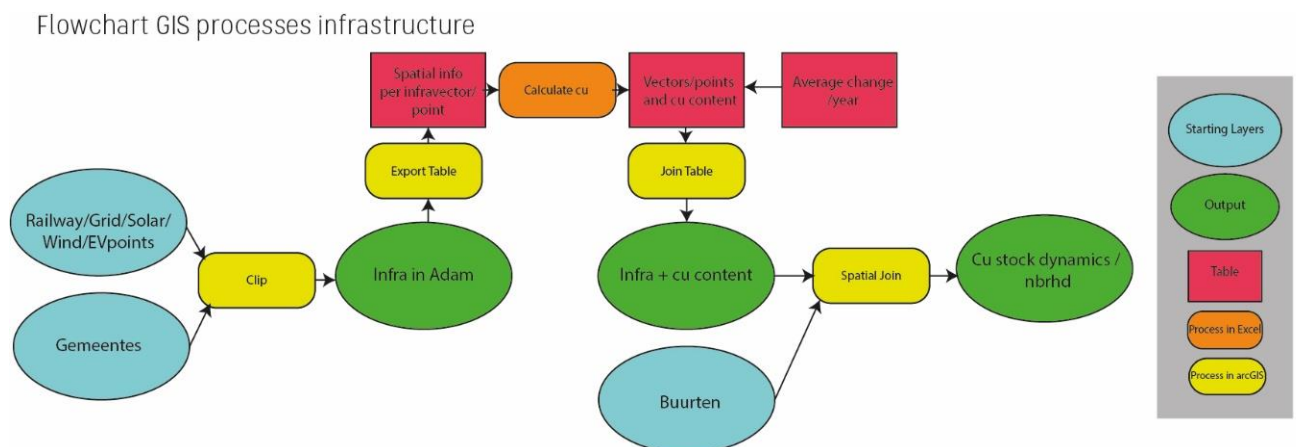 Flowchart GIS processes infrastructure
Spatial info
per infravector/
point
Calculate cu
Vectors/points
and cu content
Average change
/year
Export Table
Join Table
Railway/Grid/Solar/
Wind/EVpoints
Clip
Infra in Adam
Infra + cu content
Spatial Join
Cu stock dynamics /
nbrhd
Gemeentes
Buurten
Starting Layers
Output
Table
Process in Excel
Process in arcGIS